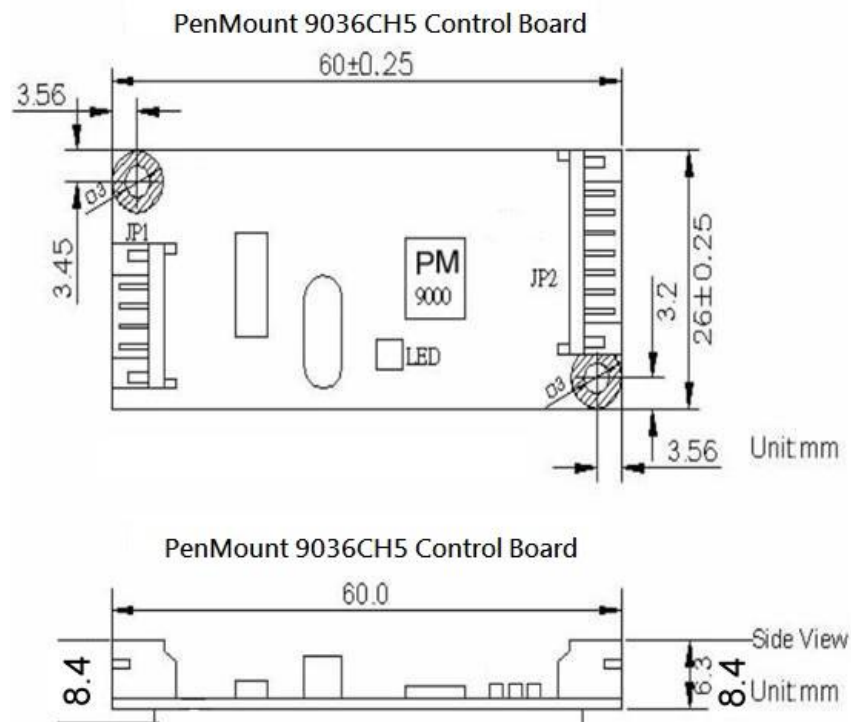 PenMount 9036CH5 Control Board
60±0.25
3.56
□3
3.45
JP1
PM
9000
LED
JP2
□3
3.2
26±0.25
3.56
Unit:mm
PenMount 9036CH5 Control Board
60.0
Side View
8.4
6.3
8.4
Unit:mm